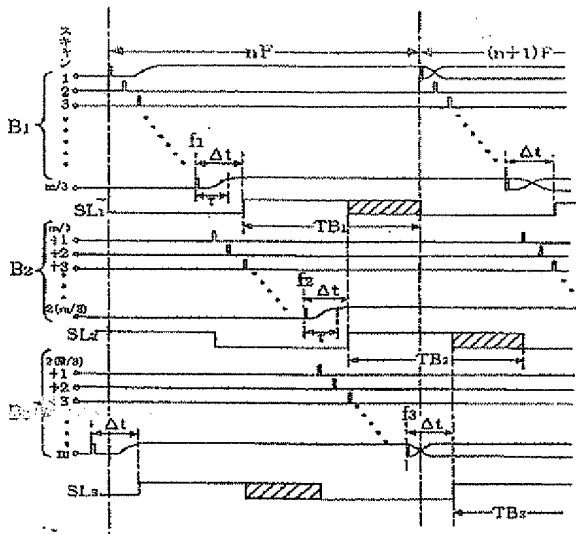 スキャン
nF
(n+1)F
1
2
3
B1
f1
Δt
Δt
m/3
τ
SL1
TB1
m/3
+1
+2
+3
B2
f2
Δt
2(m/3)
τ
SL2
TB2
2(m/3)
+1
+2
3
f3
Δt
Δt
m
SL3
TB3